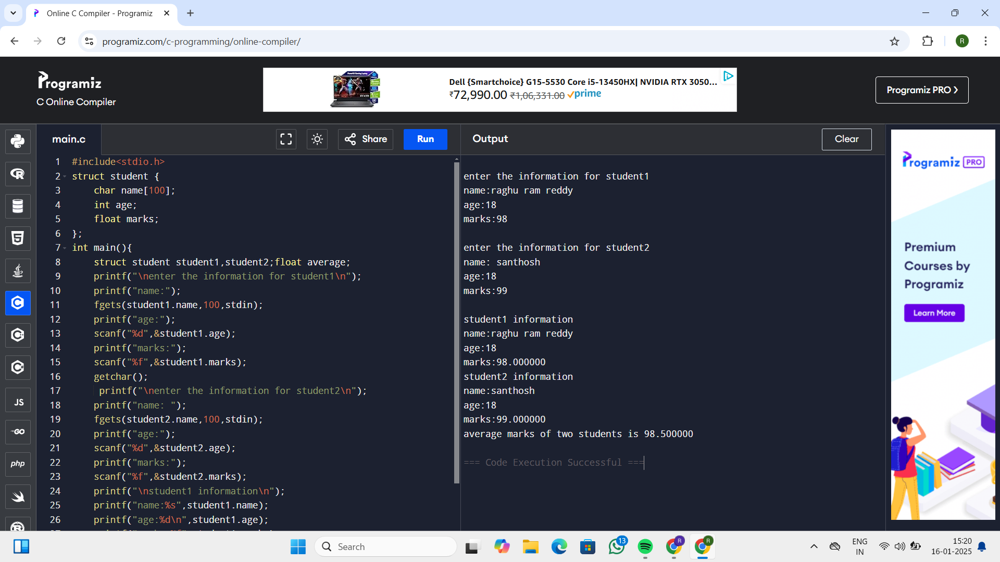 Online C Compiler - Programiz
programiz.com/c-programming/online-compiler/
R
Programiz
C Online Compiler
Dell {Smartchoice} G15-5530 Core i5-13450HX| NVIDIA RTX 3050...
₹72,990.00 ₹1,06,331.00 prime
Programiz PRO
main.c
Share
Run
Output
Clear
1 #include<stdio.h>
2 struct student {
3 char name[100];
4 int age;
5 float marks;
6 };
7 int main(){
8 struct student student1,student2;float average;
9 printf("\nenter the information for student1\n");
10 printf("name:");
11 fgets(student1.name,100,stdin);
12 printf("age:");
13 scanf("%d",&student1.age);
14 printf("marks:");
15 scanf("%f",&student1.marks);
16 getchar();
17 printf("\nenter the information for student2\n");
18 printf("name: ");
19 fgets(student2.name,100,stdin);
20 printf("age:");
21 scanf("%d",&student2.age);
22 printf("marks:");
23 scanf("%f",&student2.marks);
24 printf("\nstudent1 information\n");
25 printf("name:%s",student1.name);
26 printf("age:%d\n",student1.age);
enter the information for student1
name:raghu ram reddy
age:18
marks:98
enter the information for student2
name: santhosh
age:18
marks:99
student1 information
name:raghu ram reddy
age:18
marks:98.000000
student2 information
name:santhosh
age:18
marks:99.000000
average marks of two students is 98.500000
=== Code Execution Successful ===
Programiz PRO
Premium
Courses by
Programiz
Learn More
JS
GO
php
Search
13
R
R
ENG
IN
15:20
16-01-2025